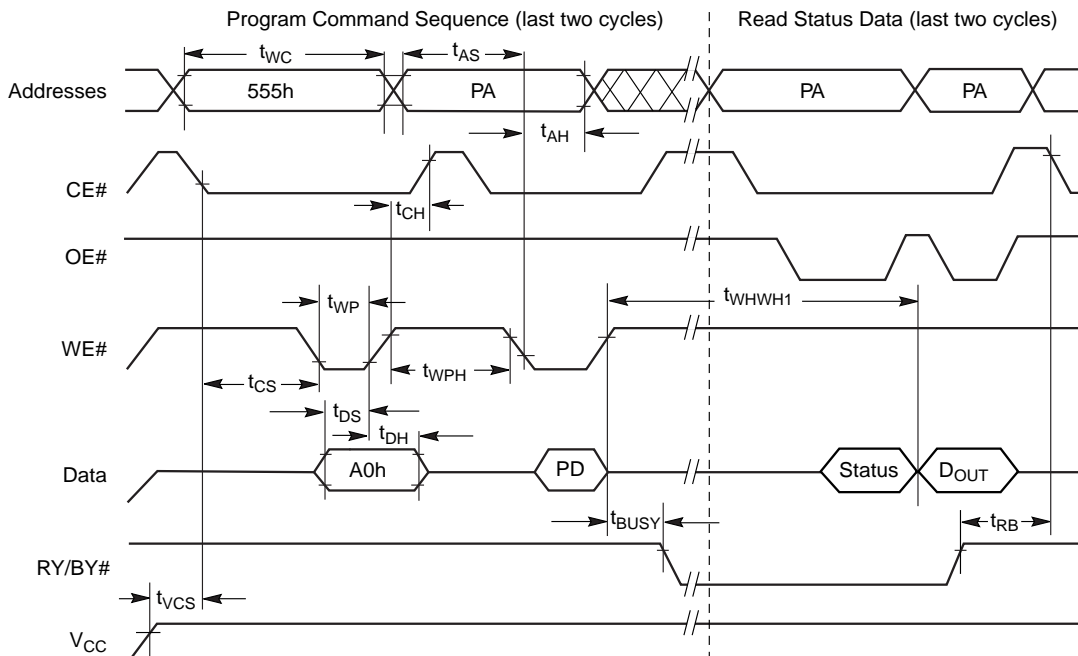 Program Command Sequence (last two cycles) Read Status Data (last two cycles)
tWC tAS
Addresses 555h PA PA PA
tAH
CE#
tCH
OE#
tWP tWHWH1
WE#
tCS tWPH
tDS
tDH
Data A0h PD Status DOUT
tBUSY tRB
RY/BY#
tVCS
VCC